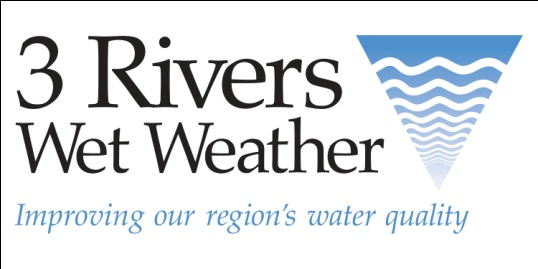 3 Rivers
Wet Weather
Improving our region's water quality